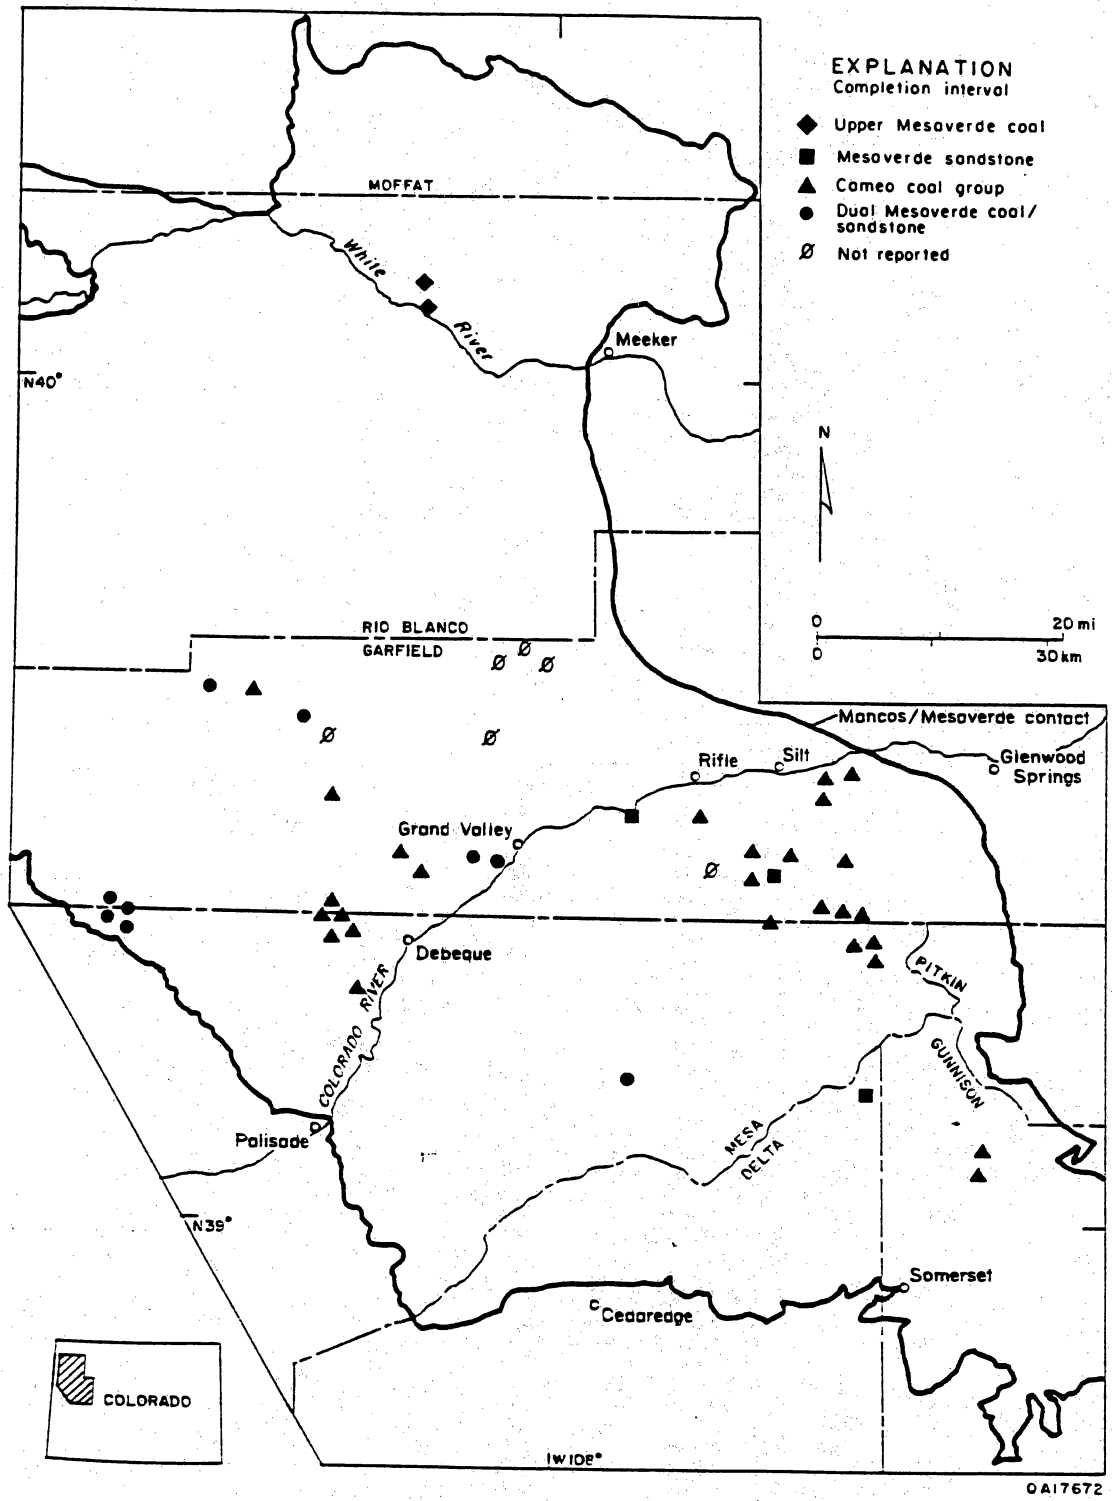 EXPLANATION
Completion interval
Upper Mesaverde coal
Mesaverde sandstone
Cameo coal group
Dual Mesaverde coal/
sandstone
Not reported
MOFFAT
White
River
Meeker
N40°
N
0
20 mi
0
30 km
RIO BLANCO
GARFIELD
Mancos/Mesaverde contact
Rifle
Silt
Glenwood
Springs
Grand Valley
Debeque
PITKIN
COLORADO RIVER
GUNNISON
Palisade
MESA
DELTA
N39°
Somerset
Cedaredge
COLORADO
W108°
QA17672